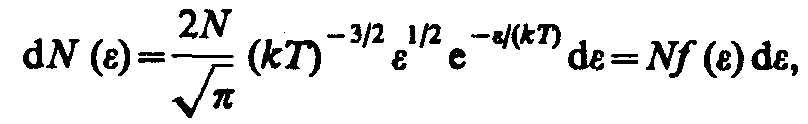 dN (ε) = 2N/√π (kT)^{-3/2} ε^{1/2} e^{-ε/(kT)} dε = Nf (ε) dε,